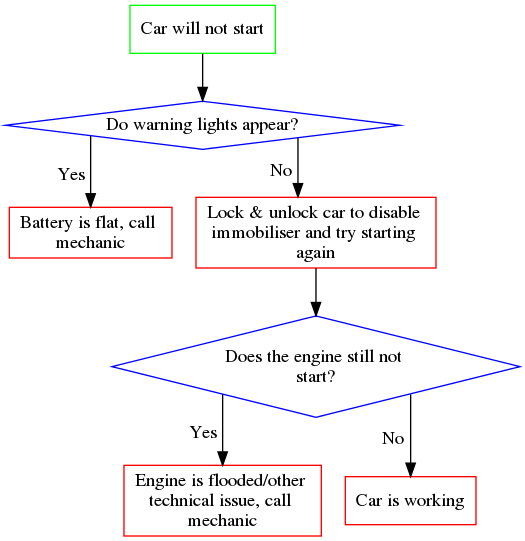 Car will not start
Do warning lights appear?
Yes
No
Battery is flat, call
mechanic
Lock & unlock car to disable
immobiliser and try starting
again
Does the engine still not
start?
Yes
No
Engine is flooded/other
technical issue, call
mechanic
Car is working